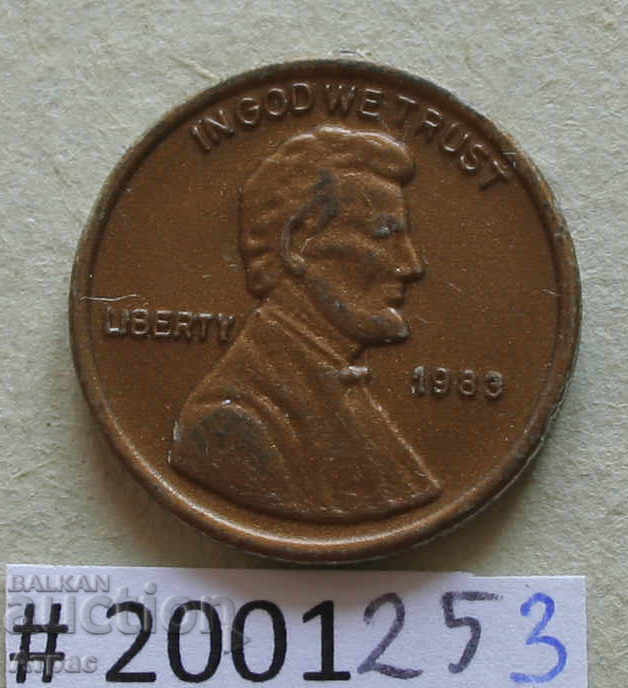 IN GOD WE TRUST
LIBERTY
1983
BALKAN
auction
# 2001253